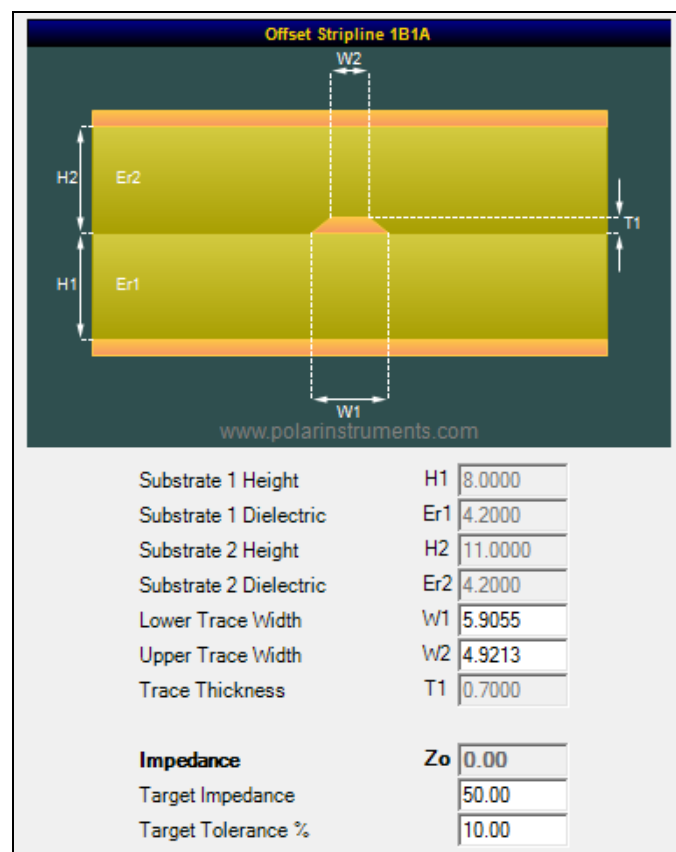 Offset Stripline 1B1A
W2
H2 Er2
T1
H1 Er1
W1
www.polarinstruments.com
Substrate 1 Height H1 8.0000
Substrate 1 Dielectric Er1 4.2000
Substrate 2 Height H2 11.0000
Substrate 2 Dielectric Er2 4.2000
Lower Trace Width W1 5.9055
Upper Trace Width W2 4.9213
Trace Thickness T1 0.7000
Impedance Zo 0.00
Target Impedance 50.00
Target Tolerance % 10.00